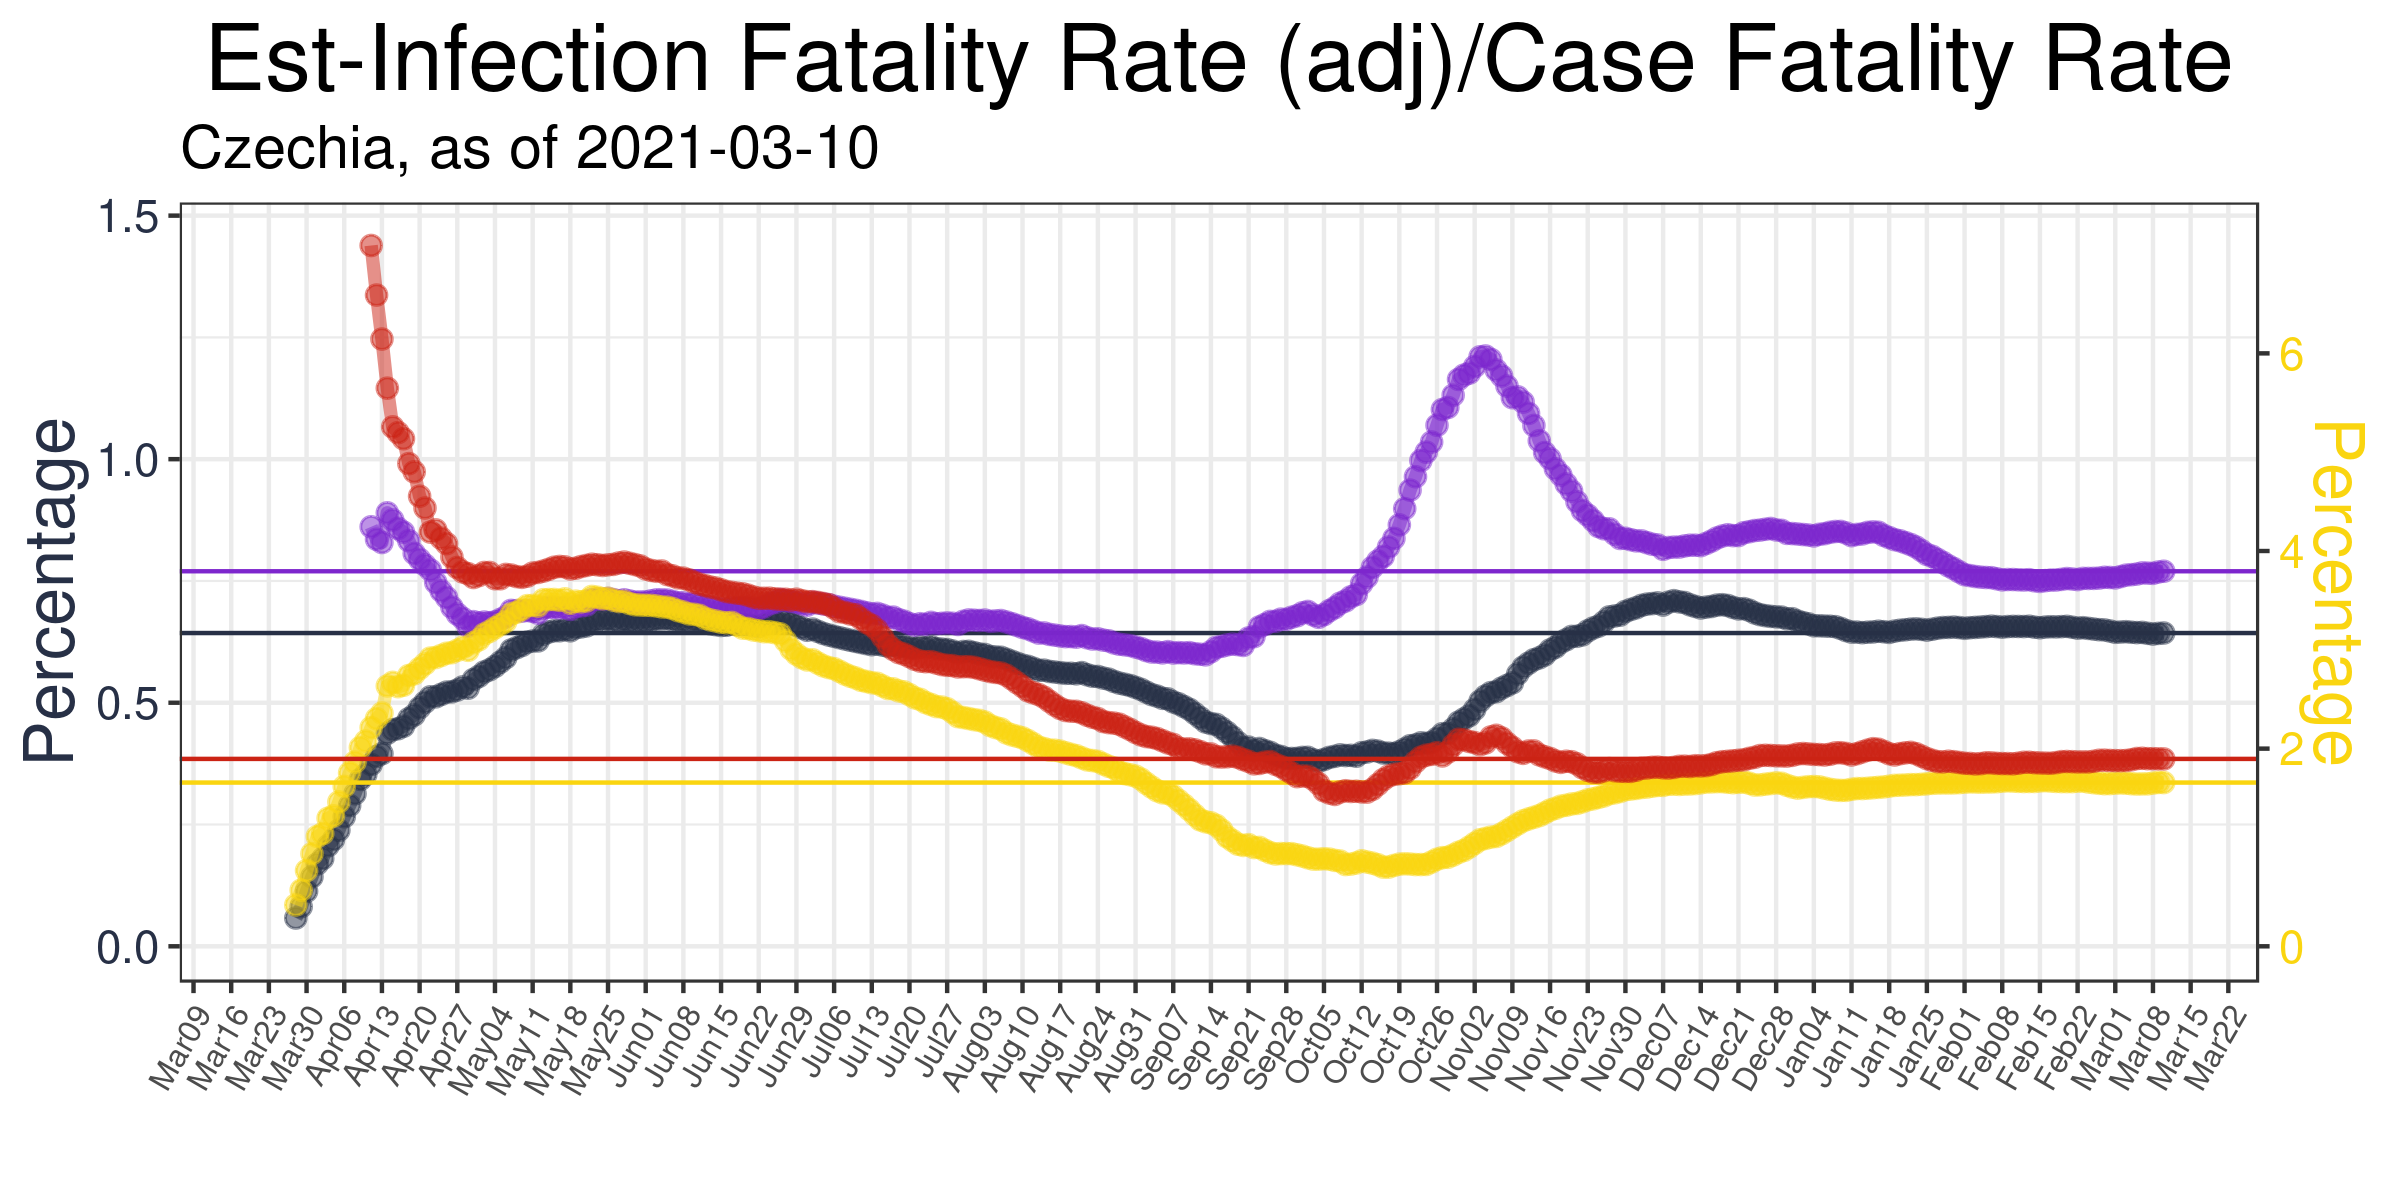 Est-Infection Fatality Rate (adj)/Case Fatality Rate
Czechia, as of 2021-03-10
Percentage
1.5
1.0
0.5
0.0
6
4
2
0
Percentage
Mar09
Mar16
Mar23
Mar30
Apr06
Apr13
Apr20
Apr27
May04
May11
May18
May25
Jun01
Jun08
Jun15
Jun22
Jun29
Jul06
Jul13
Jul20
Jul27
Aug03
Aug10
Aug17
Aug24
Aug31
Sep07
Sep14
Sep21
Sep28
Oct05
Oct12
Oct19
Oct26
Nov02
Nov09
Nov16
Nov23
Nov30
Dec07
Dec14
Dec21
Dec28
Jan04
Jan11
Jan18
Jan25
Feb01
Feb08
Feb15
Feb22
Mar01
Mar08
Mar15
Mar22